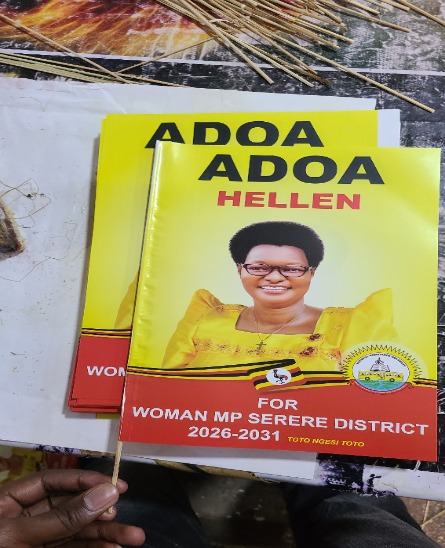 ADOA
WOM
ADOA
HELLEN
FOR
WOMAN MP SERERE DISTRICT
2026-2031 TOTO NGESI TOTO